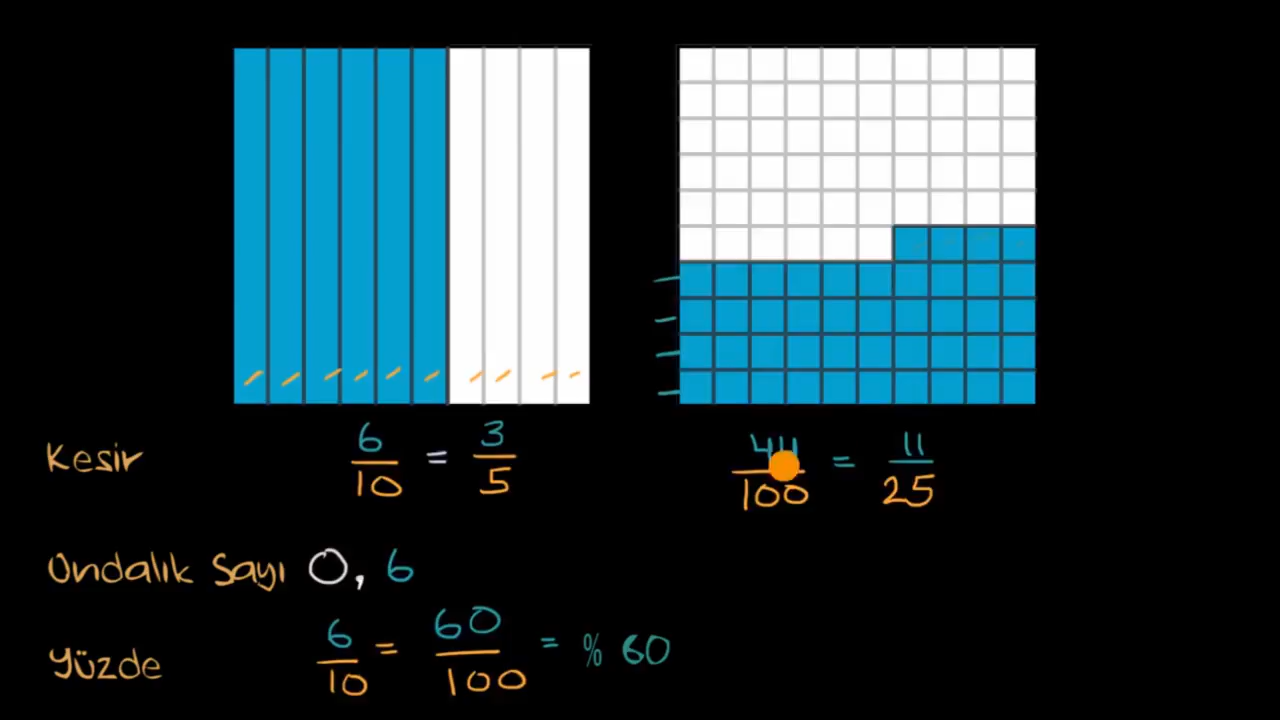 Kesir 6/10 = 3/5 44/100 = 11/25
Ondalık Sayı 0,6
Yüzde 6/10 = 60/100 = % 60